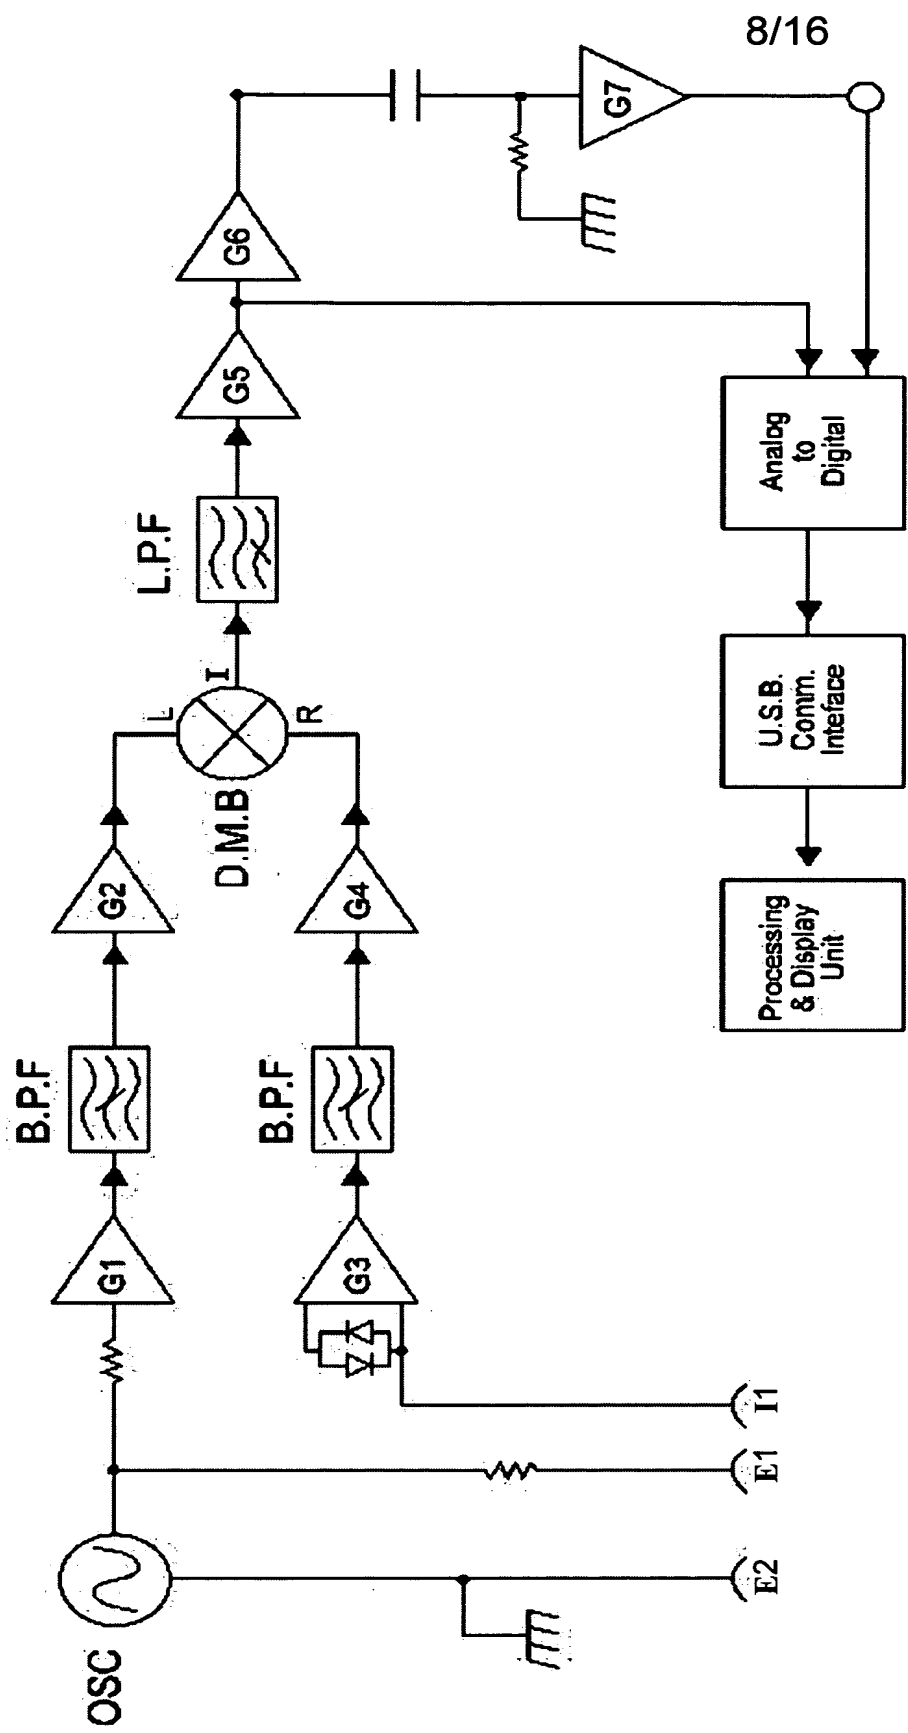 8/16
OSC
G1
B.P.F
G2
L
D.M.B
I
R
L.P.F
G5
G6
G7
G3
B.P.F
G4
E2
E1
I1
Processing
& Display
Unit
U.S.B.
Comm.
Inteface
Analog
to
Digital